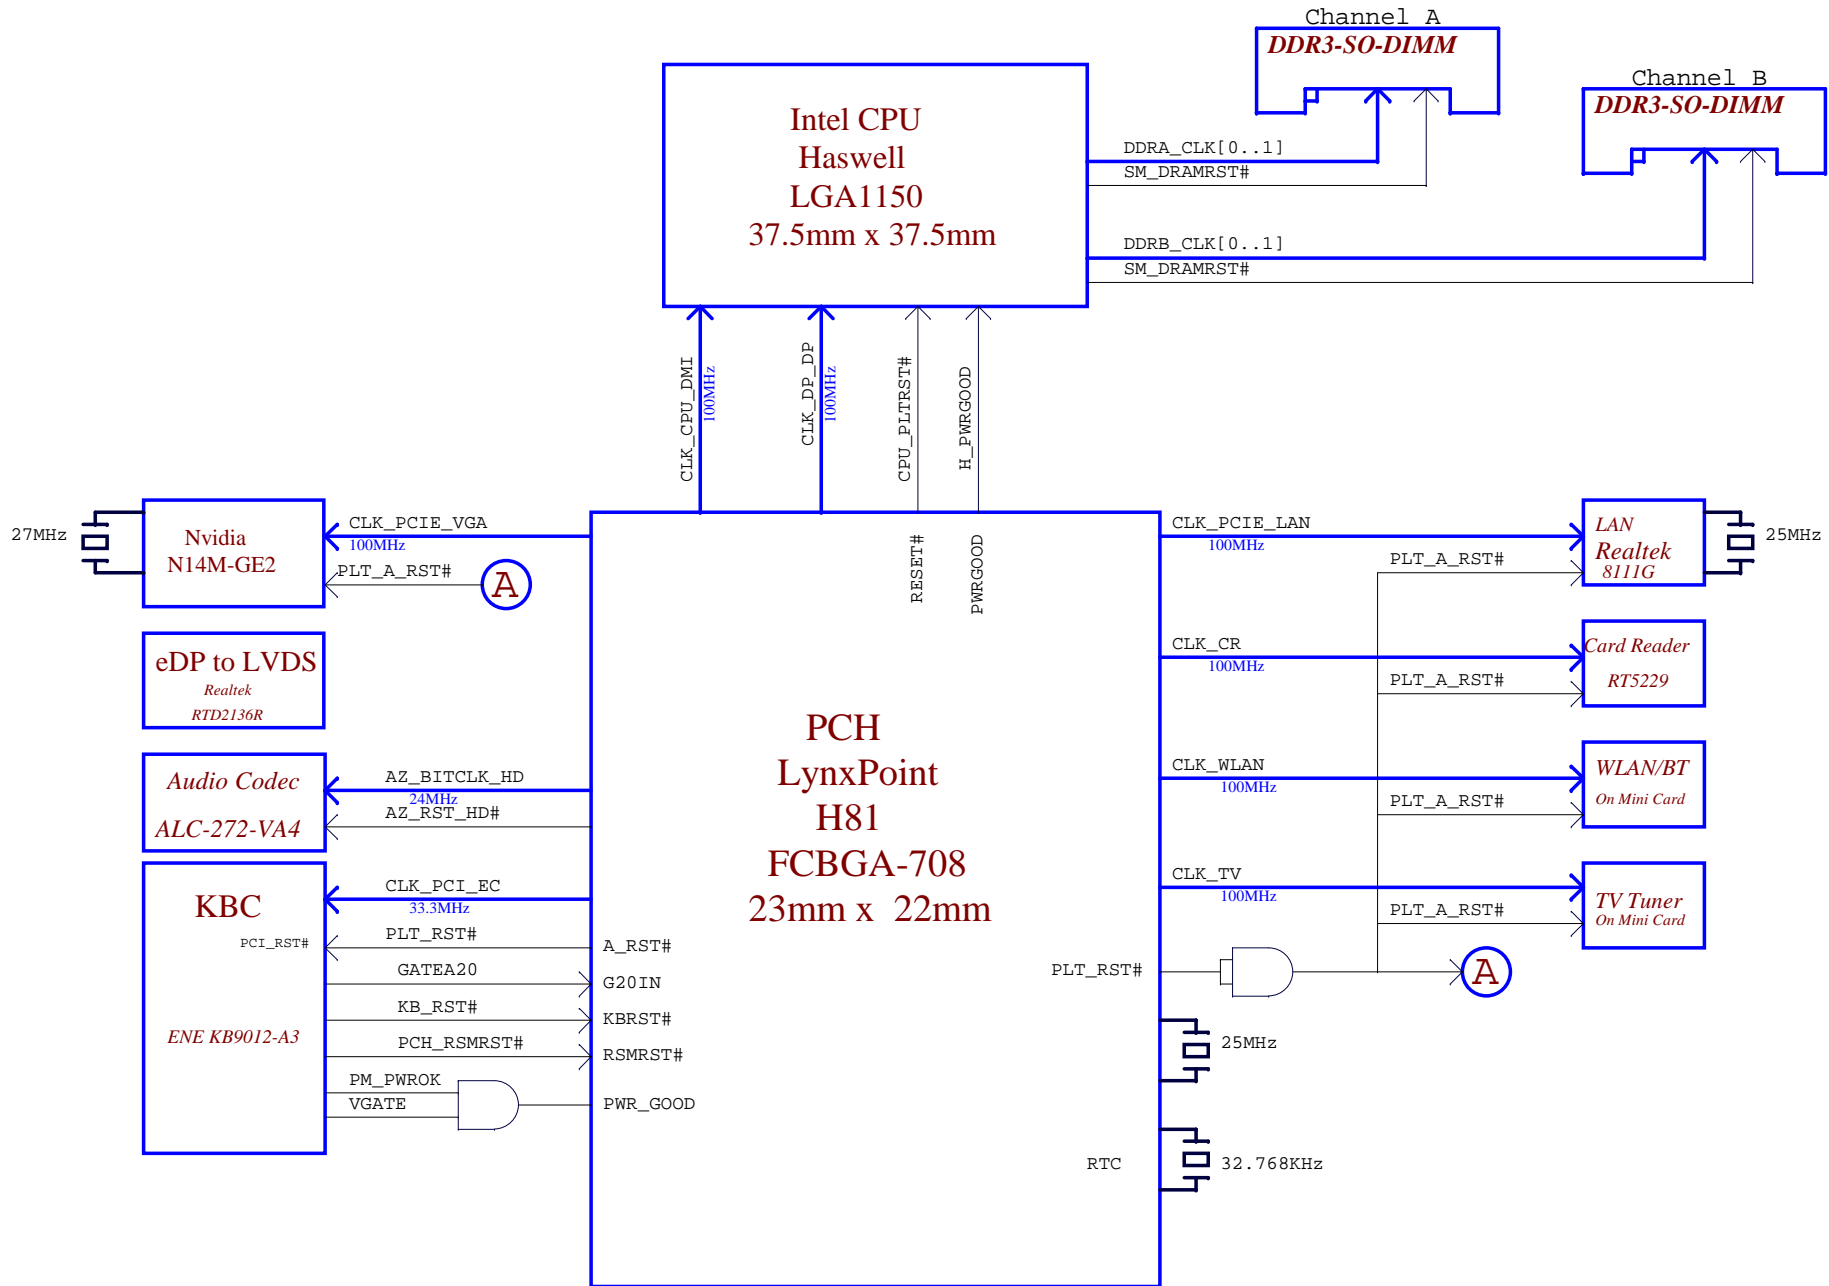 Channel A
DDR3-SO-DIMM
Channel B
DDR3-SO-DIMM
Intel CPU
Haswell
LGA1150
37.5mm x 37.5mm
DDRA_CLK[0..1]
SM_DRAMRST#
DDRB_CLK[0..1]
SM_DRAMRST#
CLK_CPU_DMI
100MHz
CLK_DP_DP
100MHz
CPU_PLTRST#
H_PWRGOOD
RESET#
PWRGOOD
27MHz
Nvidia
N14M-GE2
CLK_PCIE_VGA
100MHz
PLT_A_RST#
A
eDP to LVDS
Realtek
RTD2136R
Audio Codec
ALC-272-VA4
AZ_BITCLK_HD
24MHz
AZ_RST_HD#
KBC
PCI_RST#
ENE KB9012-A3
CLK_PCI_EC
33.3MHz
PLT_RST#
A_RST#
GATEA20
G20IN
KB_RST#
KBRST#
PCH_RSMRST#
RSMRST#
PM_PWROK
VGATE
PWR_GOOD
PCH
LynxPoint
H81
FCBGA-708
23mm x 22mm
CLK_PCIE_LAN
100MHz
PLT_A_RST#
LAN
Realtek
8111G
25MHz
CLK_CR
100MHz
PLT_A_RST#
Card Reader
RT5229
CLK_WLAN
100MHz
PLT_A_RST#
WLAN/BT
On Mini Card
CLK_TV
100MHz
PLT_A_RST#
TV Tuner
On Mini Card
PLT_RST#
A
25MHz
RTC
32.768KHz